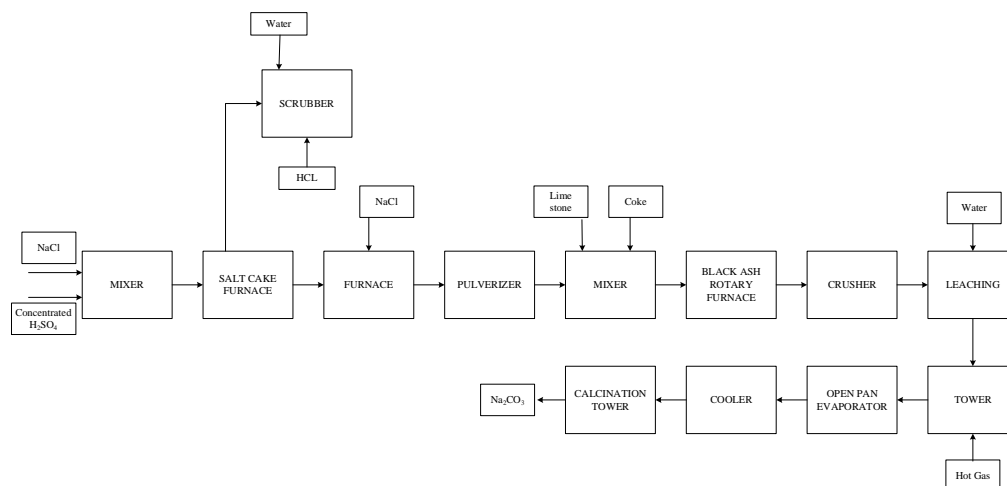 Water
SCRUBBER
HCL
NaCl
Lime
stone
Coke
Water
NaCl
MIXER
SALT CAKE
FURNACE
FURNACE
PULVERIZER
MIXER
BLACK ASH
ROTARY
FURNACE
CRUSHER
LEACHING
Concentrated
H₂SO₄
Na₂CO₃
CALCINATION
TOWER
COOLER
OPEN PAN
EVAPORATOR
TOWER
Hot Gas